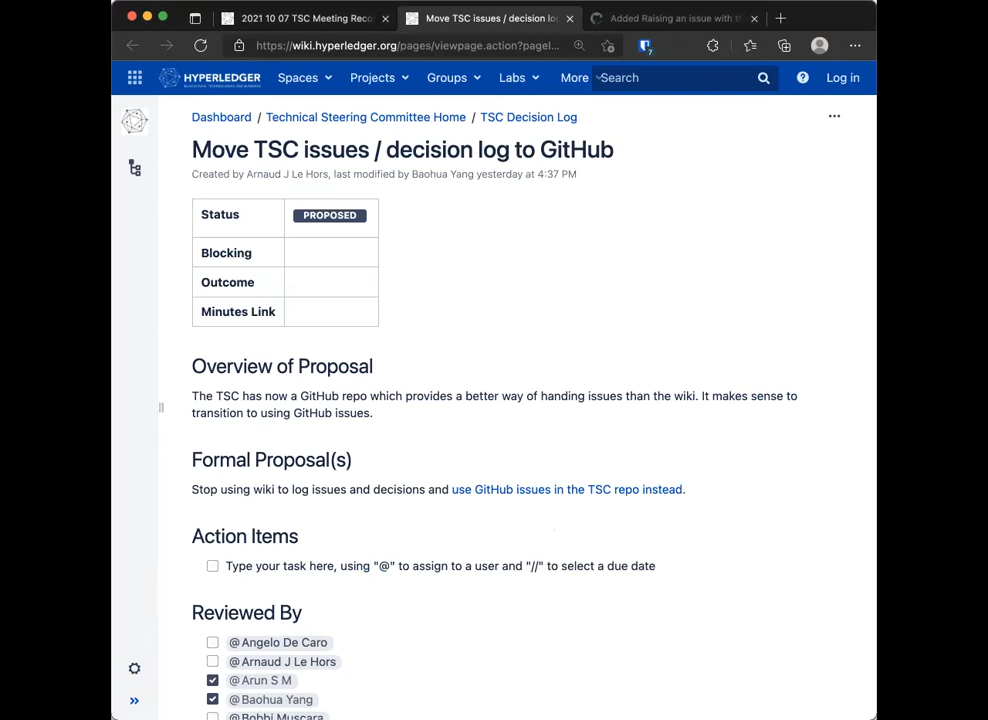 2021 10 07 TSC Meeting Reco
Move TSC issues / decision lo
Added Raising an issue with t
https://wiki.hyperledger.org/pages/viewpage.action?pageI...
7
HYPERLEDGER
Spaces
Projects
Groups
Labs
More
Search
Log in
Dashboard / Technical Steering Committee Home / TSC Decision Log
Move TSC issues / decision log to GitHub
Created by Arnaud J Le Hors, last modified by Baohua Yang yesterday at 4:37 PM
Status PROPOSED
Blocking
Outcome
Minutes Link
Overview of Proposal
The TSC has now a GitHub repo which provides a better way of handing issues than the wiki. It makes sense to
transition to using GitHub issues.
Formal Proposal(s)
Stop using wiki to log issues and decisions and use GitHub issues in the TSC repo instead.
Action Items
Type your task here, using "@" to assign to a user and "//" to select a due date
Reviewed By
@Angelo De Caro
@Arnaud J Le Hors
@Arun S M
@Baohua Yang
@Bobbi Muscara